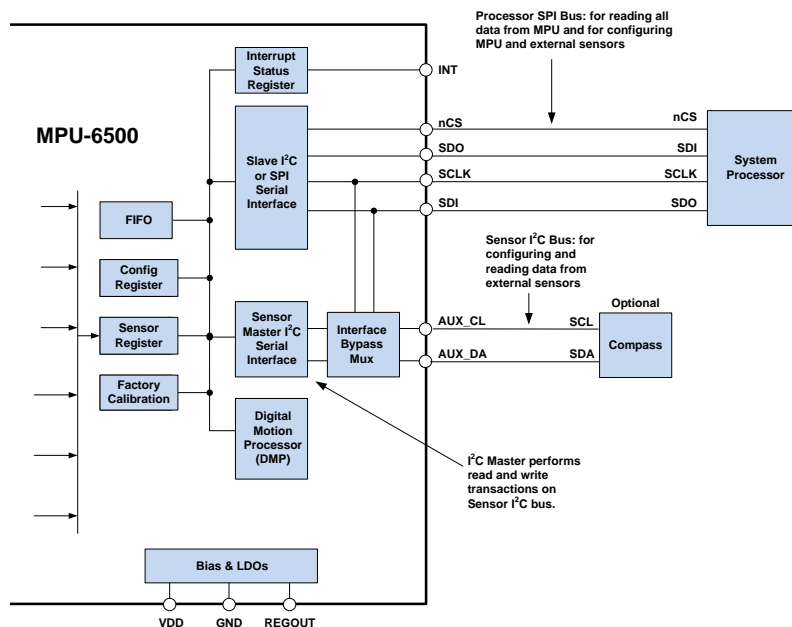 Processor SPI Bus: for reading all
data from MPU and for configuring
MPU and external sensors
Interrupt
Status
Register
INT
MPU-6500
Slave I²C
or SPI
Serial
Interface
nCS
SDO
SCLK
SDI
nCS
SDI
SCLK
SDO
System
Processor
FIFO
Config
Register
Sensor
Register
Factory
Calibration
Sensor I²C Bus: for
configuring and
reading data from
external sensors
Sensor
Master I²C
Serial
Interface
Interface
Bypass
Mux
AUX_CL
AUX_DA
SCL
SDA
Optional
Compass
Digital
Motion
Processor
(DMP)
I²C Master performs
read and write
transactions on
Sensor I²C bus.
Bias & LDOs
VDD
GND
REGOUT